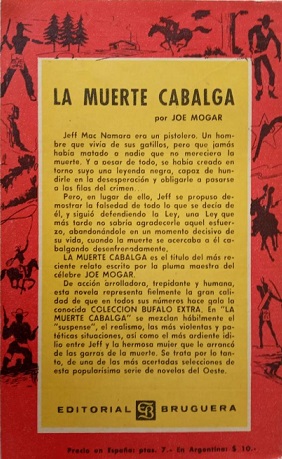 LA MUERTE CABALGA
por JOE MOGAR
Jeff Mac Namara era un pistolero. Un hom-
bre que vivía de sus gatillos, pero que jamás
había matado a nadie que no mereciera la
muerte. Y a pesar de todo, se había creado en
torno suyo una leyenda negra, capaz de hun-
dirle en la desesperación y obligarle a pasarse
a las filas del crimen...
Pero, en lugar de ello, Jeff se propuso de-
mostrar la falsedad de todo lo que se decía de
él, y siguió defendiendo la Ley, una Ley que
más tarde no sabría agradecerle aquel esfuer-
zo, abandonándole en un momento decisivo de
su vida, cuando la muerte se acercaba a él ca-
balgando desenfrenadamente.
LA MUERTE CABALGA es el título del más re-
ciente relato escrito por la pluma maestra del
célebre JOE MOGAR.
De acción arrolladora, trepidante y humana,
esta novela representa fielmente la gran cali-
dad de que en todos sus números hace gala la
conocida COLECCION BUFALO EXTRA. En "LA
MUERTE CABALGA" se mezclan hábilmente el
"suspense", el realismo, las más violentas y pa-
téticas situaciones, así como el más ardiente idi-
lio entre Jeff y la hermosa mujer que le arrancó
de las garras de la muerte. Se trata por lo tan-
to, de una de las más acertadas selecciones de
esta popularísima serie de novelas del Oeste.
EDITORIAL B BRUGUERA
Precio en España: ptas. 7.- En Argentina: $ 10.-